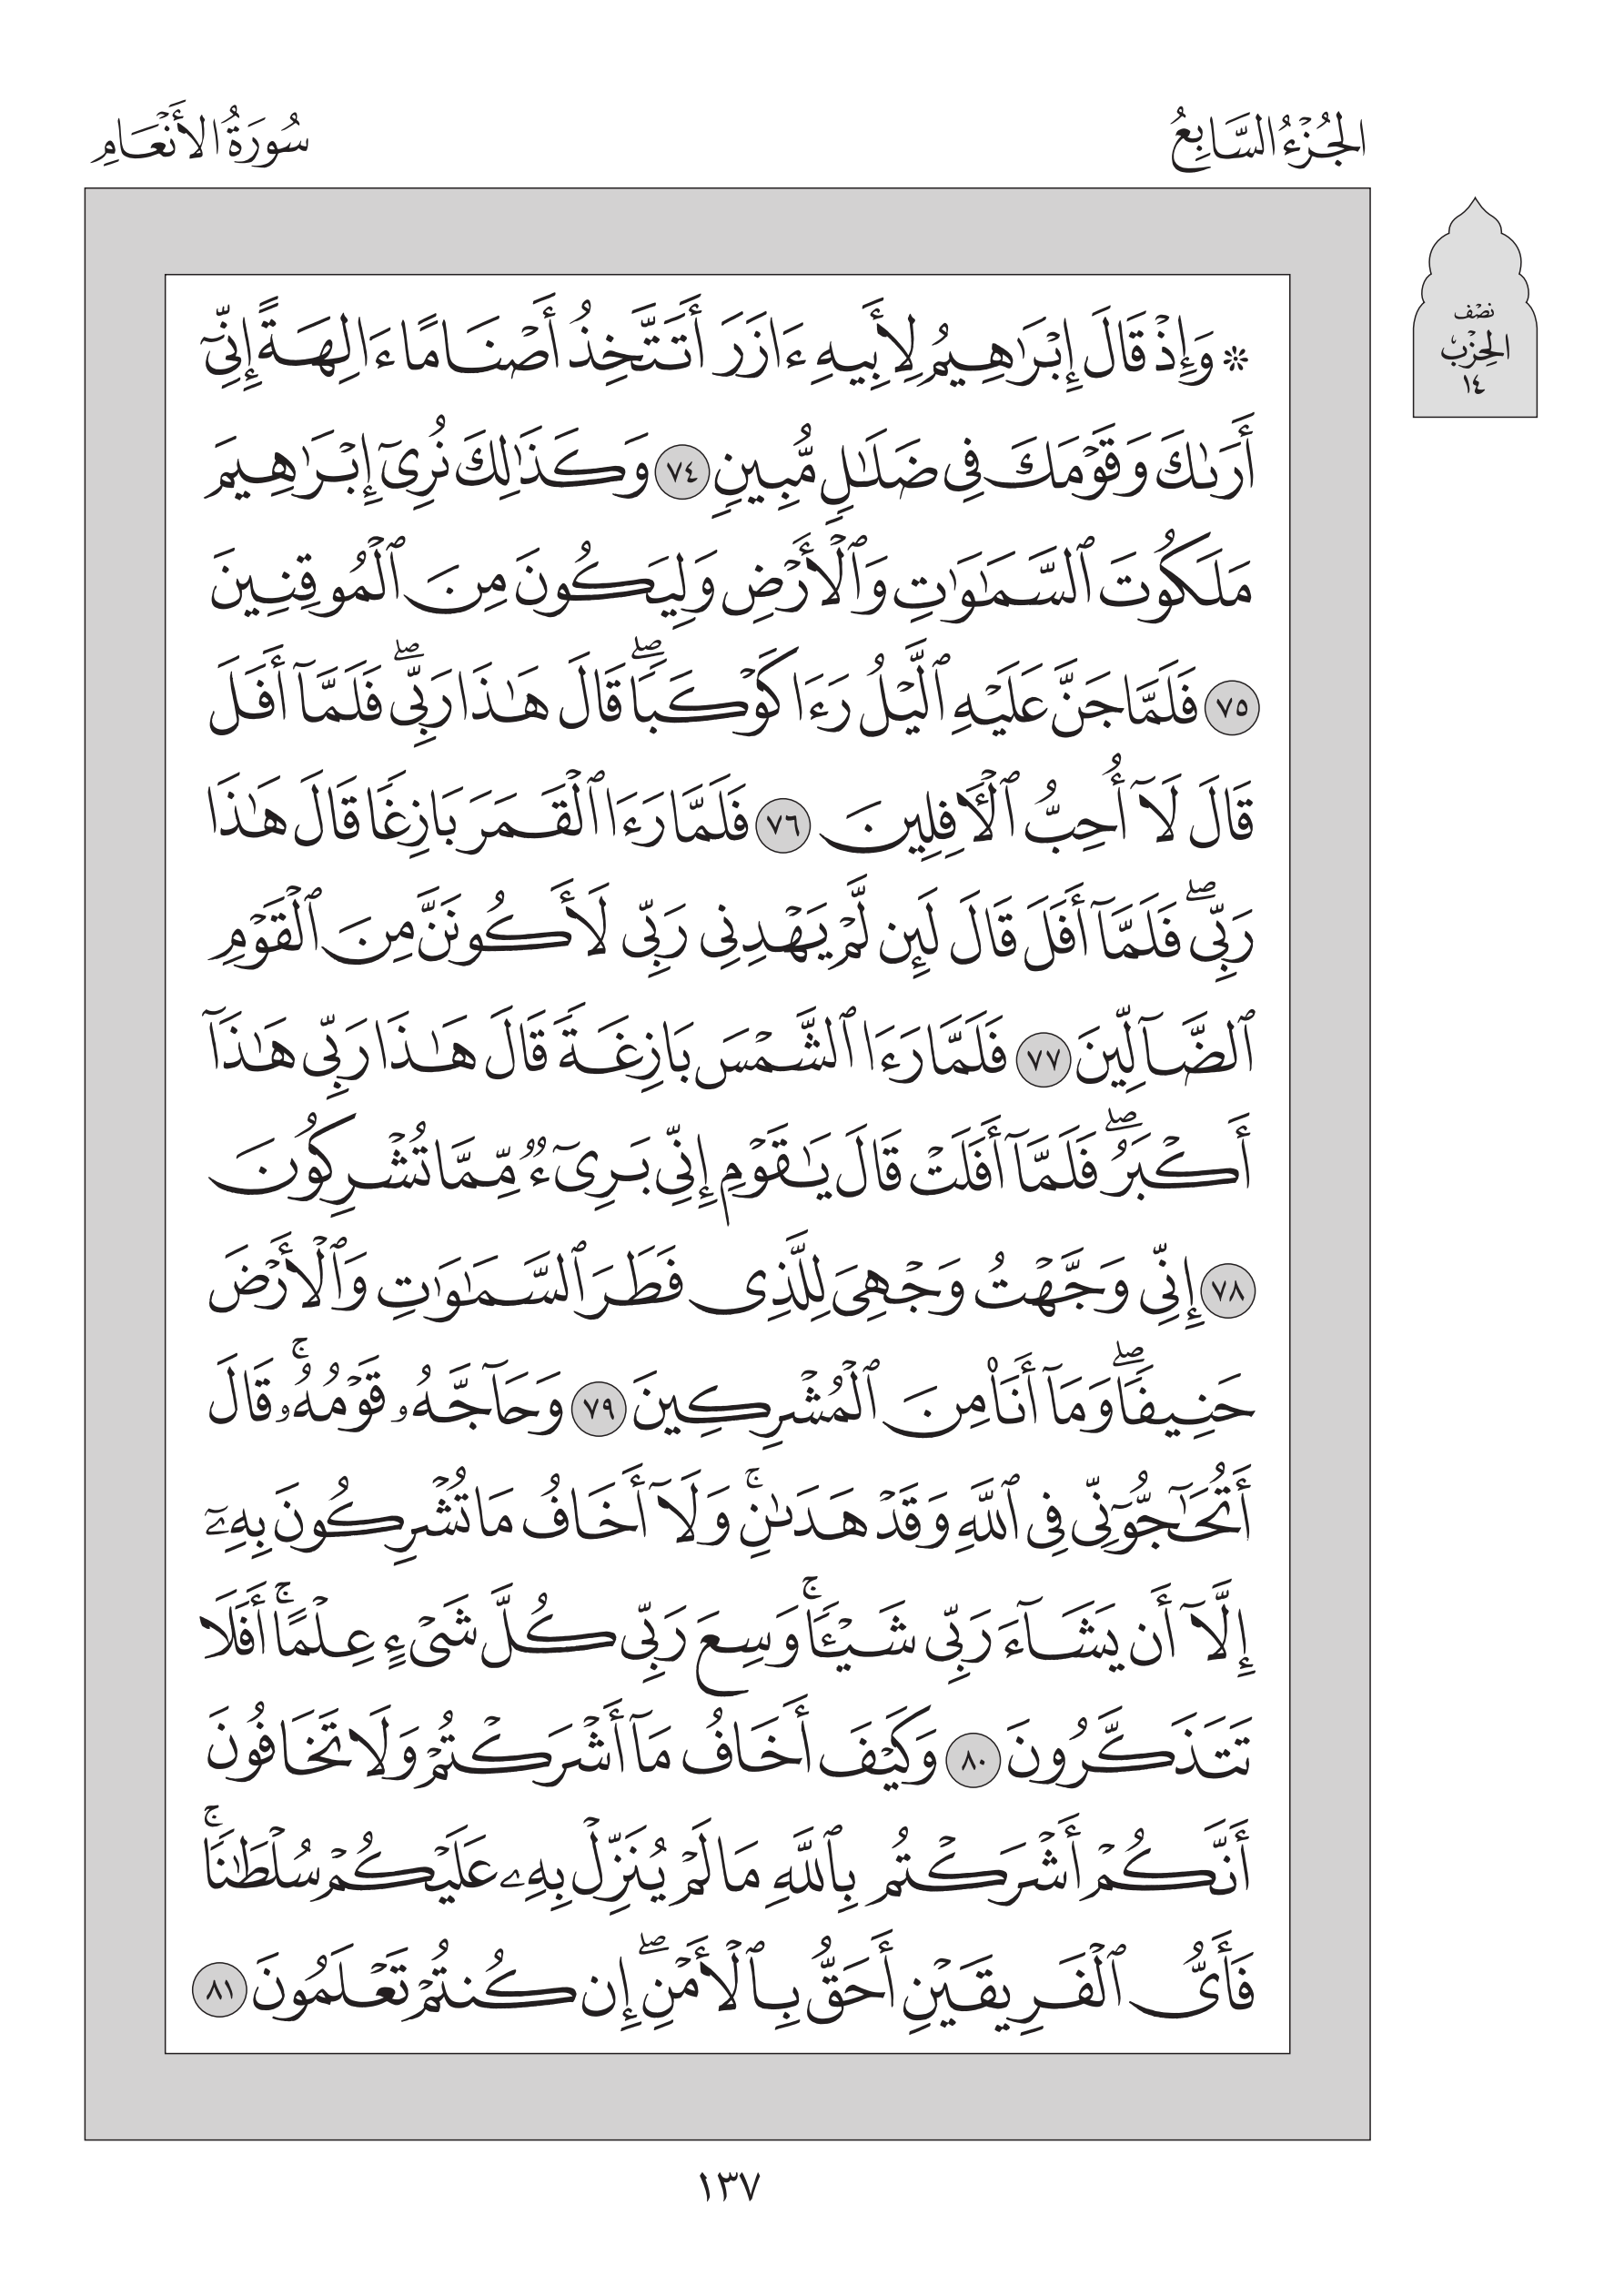 الجُزْءُ السَّابِعُ
سُورَةُ الأَنْعَامِ
نصف
الحِزْب
١٤
۞ وَإِذْ قَالَ إِبْرَٰهِيمُ لِأَبِيهِ ءَازَرَ أَتَتَّخِذُ أَصْنَامًا ءَالِهَةً إِنِّىٓ
أَرَىٰكَ وَقَوْمَكَ فِى ضَلَـٰلٍ مُّبِينٍ ٧٤ وَكَذَٰلِكَ نُرِىٓ إِبْرَٰهِيمَ
مَلَكُوتَ ٱلسَّمَـٰوَٰتِ وَٱلْأَرْضِ وَلِيَكُونَ مِنَ ٱلْمُوقِنِينَ
٧٥ فَلَمَّا جَنَّ عَلَيْهِ ٱلَّيْلُ رَءَا كَوْكَبًا ۖ قَالَ هَـٰذَا رَبِّى ۖ فَلَمَّآ أَفَلَ
قَالَ لَآ أُحِبُّ ٱلْـَٔافِلِينَ ٧٦ فَلَمَّا رَءَا ٱلْقَمَرَ بَازِغًا قَالَ هَـٰذَا
رَبِّى ۖ فَلَمَّآ أَفَلَ قَالَ لَئِن لَّمْ يَهْدِنِى رَبِّى لَأَكُونَنَّ مِنَ ٱلْقَوْمِ
ٱلضَّآلِّينَ ٧٧ فَلَمَّا رَءَا ٱلشَّمْسَ بَازِغَةً قَالَ هَـٰذَا رَبِّى هَـٰذَآ
أَكْبَرُ ۖ فَلَمَّآ أَفَلَتْ قَالَ يَـٰقَوْمِ إِنِّى بَرِىٓءٌ مِّمَّا تُشْرِكُونَ
٧٨ إِنِّى وَجَّهْتُ وَجْهِىَ لِلَّذِى فَطَرَ ٱلسَّمَـٰوَٰتِ وَٱلْأَرْضَ
حَنِيفًا ۖ وَمَآ أَنَا۠ مِنَ ٱلْمُشْرِكِينَ ٧٩ وَحَآجَّهُۥ قَوْمُهُۥ ۚ قَالَ
أَتُحَـٰٓجُّوٓنِّى فِى ٱللَّهِ وَقَدْ هَدَىٰنِ ۚ وَلَآ أَخَافُ مَا تُشْرِكُونَ بِهِۦٓ
إِلَّآ أَن يَشَآءَ رَبِّى شَيْـًٔا ۚ وَسِعَ رَبِّى كُلَّ شَىْءٍ عِلْمًا ۚ أَفَلَا
تَتَذَكَّرُونَ ٨٠ وَكَيْفَ أَخَافُ مَآ أَشْرَكْتُمْ وَلَا تَخَافُونَ
أَنَّكُمْ أَشْرَكْتُم بِٱللَّهِ مَا لَمْ يُنَزِّلْ بِهِۦ عَلَيْكُمْ سُلْطَـٰنًا ۚ
فَأَىُّ ٱلْفَرِيقَيْنِ أَحَقُّ بِٱلْأَمْنِ ۖ إِن كُنتُمْ تَعْلَمُونَ ٨١
١٣٧